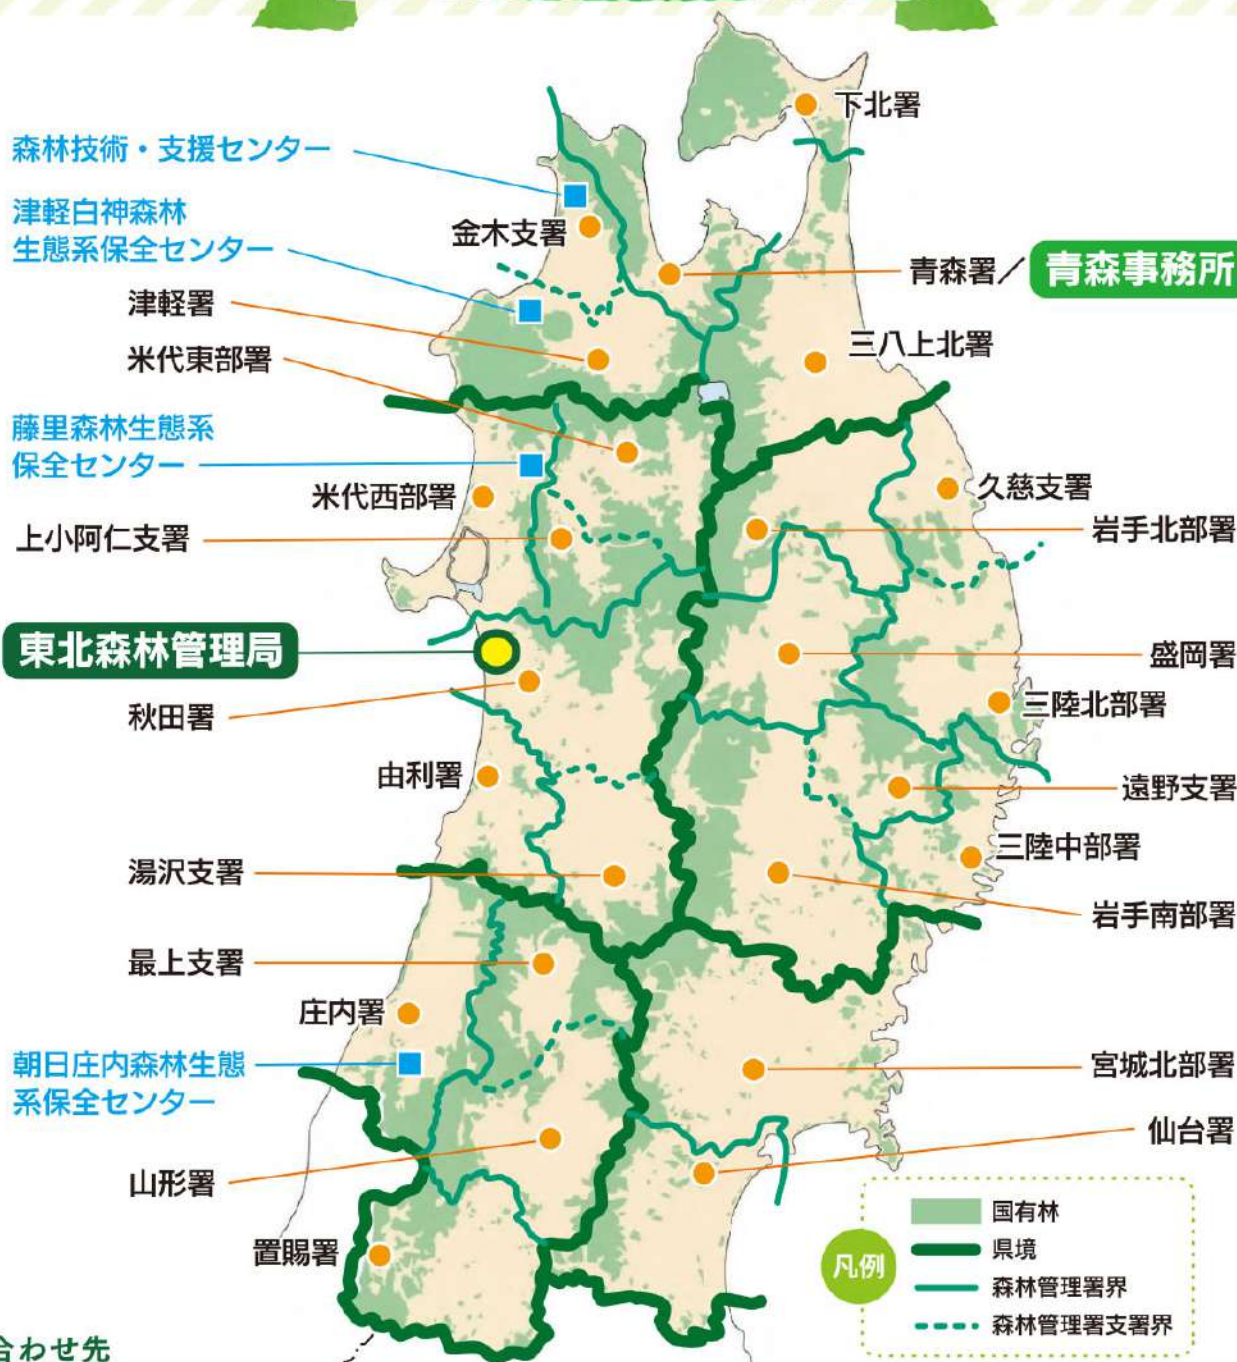 下北署
森林技術・支援センター
津軽白神森林
生態系保全センター
金木支署
青森署/ 青森事務所
津軽署
三八上北署
米代東部署
藤里森林生態系
保全センター
米代西部署
久慈支署
上小阿仁支署
岩手北部署
東北森林管理局
盛岡署
秋田署
三陸北部署
由利署
遠野支署
湯沢支署
三陸中部署
岩手南部署
最上支署
庄内署
朝日庄内森林生態
系保全センター
宮城北部署
仙台署
山形署
置賜署
凡例
国有林
県境
森林管理署界
森林管理署支署界
合わせ先